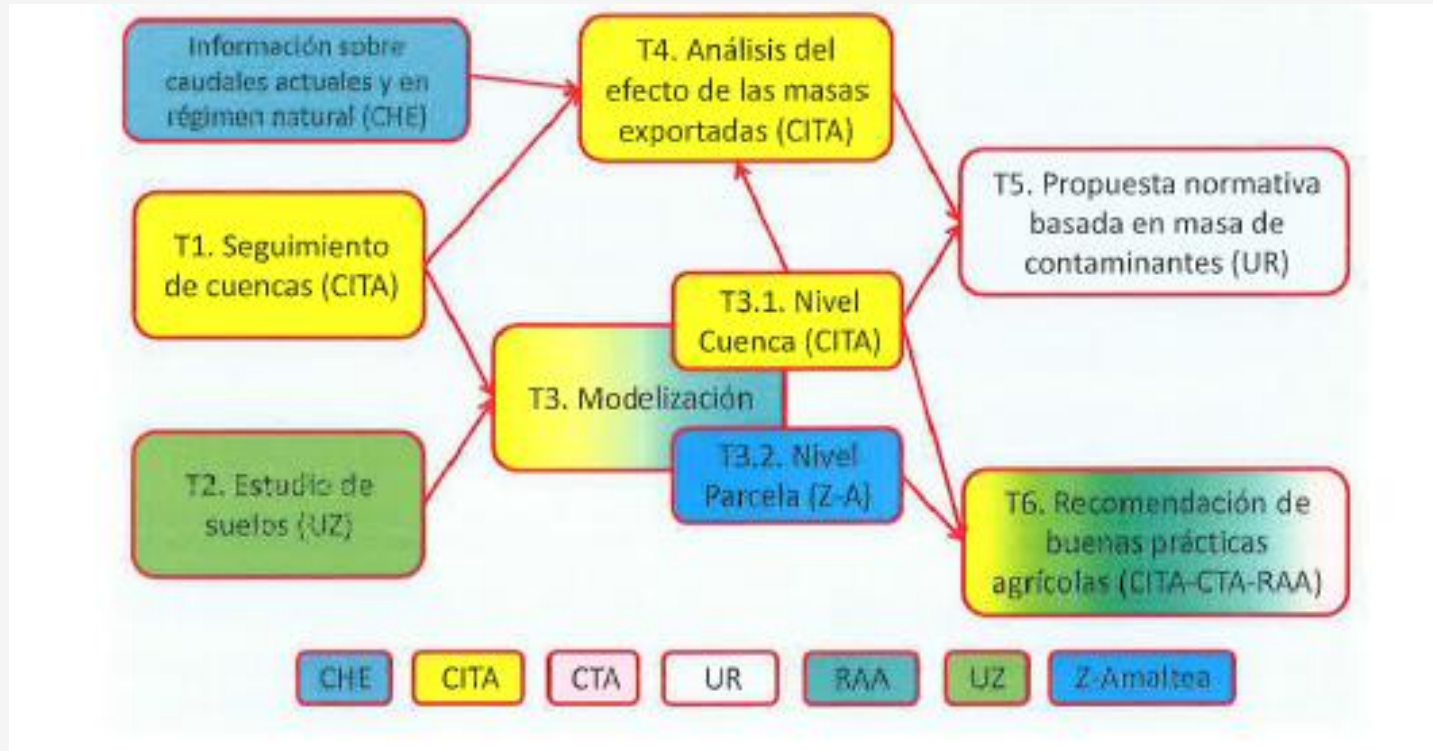 Información sobre
caudales actuales y en
régimen natural (CHE)
T4. Análisis del
efecto de las masas
exportadas (CITA)
T1. Seguimiento
de cuencas (CITA)
T5. Propuesta normativa
basada en masa de
contaminantes (UR)
T3.1. Nivel
Cuenca (CITA)
T3. Modelización
T2. Estudio de
suelos (UZ)
T3.2. Nivel
Parcela (Z-A)
T6. Recomendación de
buenas prácticas
agrícolas (CITA-CTA-RAA)
CHE CITA CTA UR RAA UZ Z-Amaltea